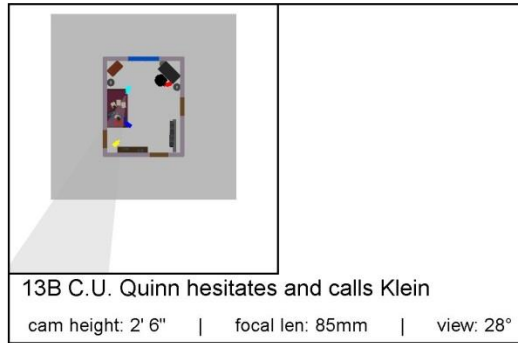 13B C.U. Quinn hesitates and calls Klein
cam height: 2' 6" | focal len: 85mm | view: 28°